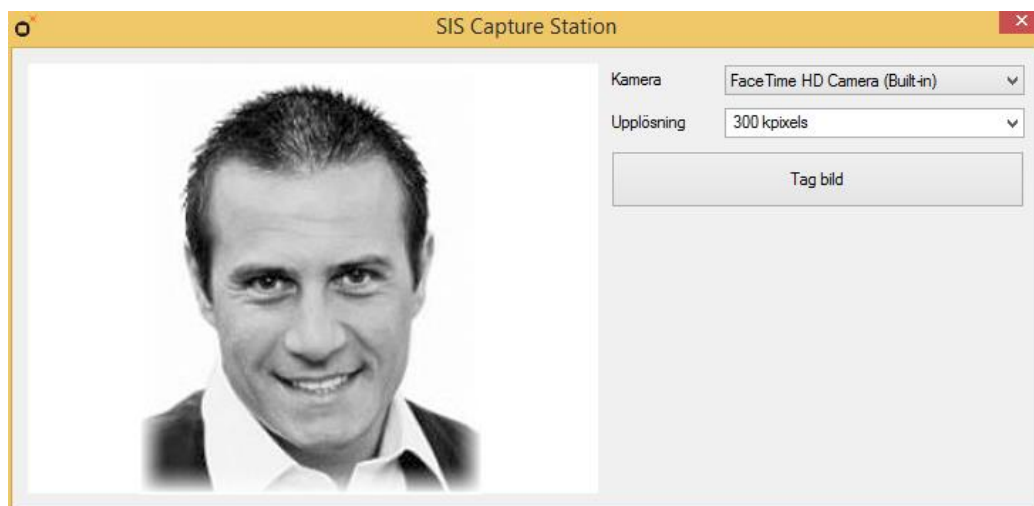 SIS Capture Station
Kamera
FaceTime HD Camera (Built-in)
Upplösning
300 kpixels
Tag bild